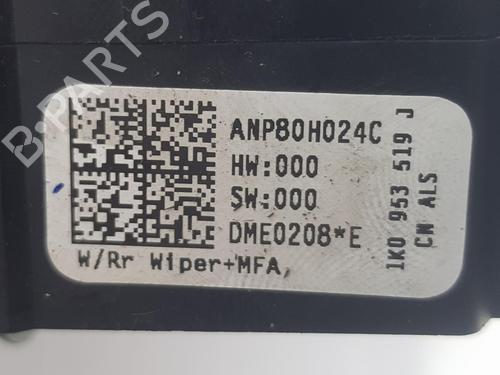 ANP80H024C
HW:000
SW:000
DME0208*E
W/Rr Wiper+MFA,
1K0 953 519 J
CN ALS
B-PARTS